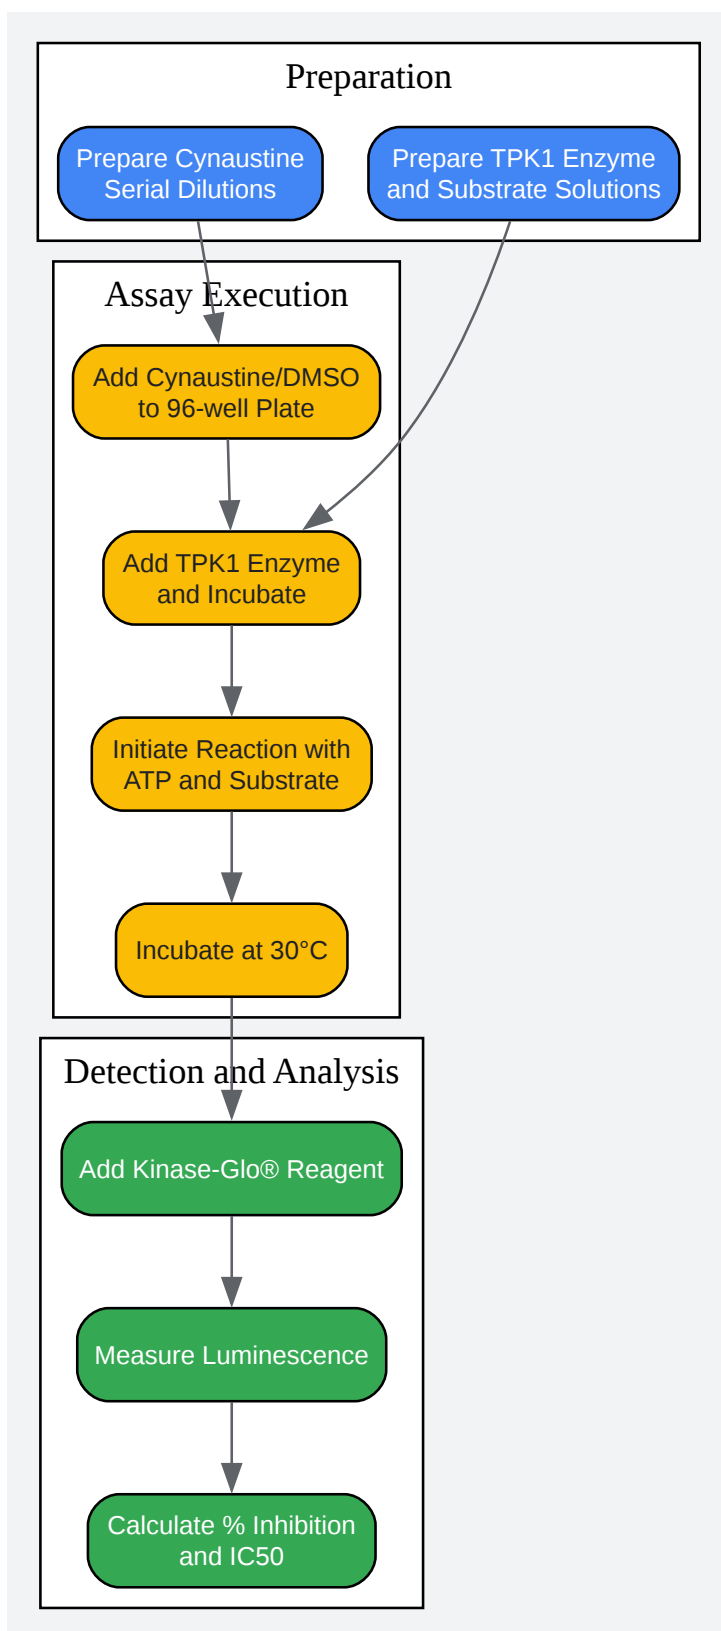 Preparation
Prepare Cynaustine
Serial Dilutions
Prepare TPK1 Enzyme
and Substrate Solutions
Assay Execution
Add Cynaustine/DMSO
to 96-well Plate
Add TPK1 Enzyme
and Incubate
Initiate Reaction with
ATP and Substrate
Incubate at 30°C
Detection and Analysis
Add Kinase-Glo® Reagent
Measure Luminescence
Calculate % Inhibition
and IC50